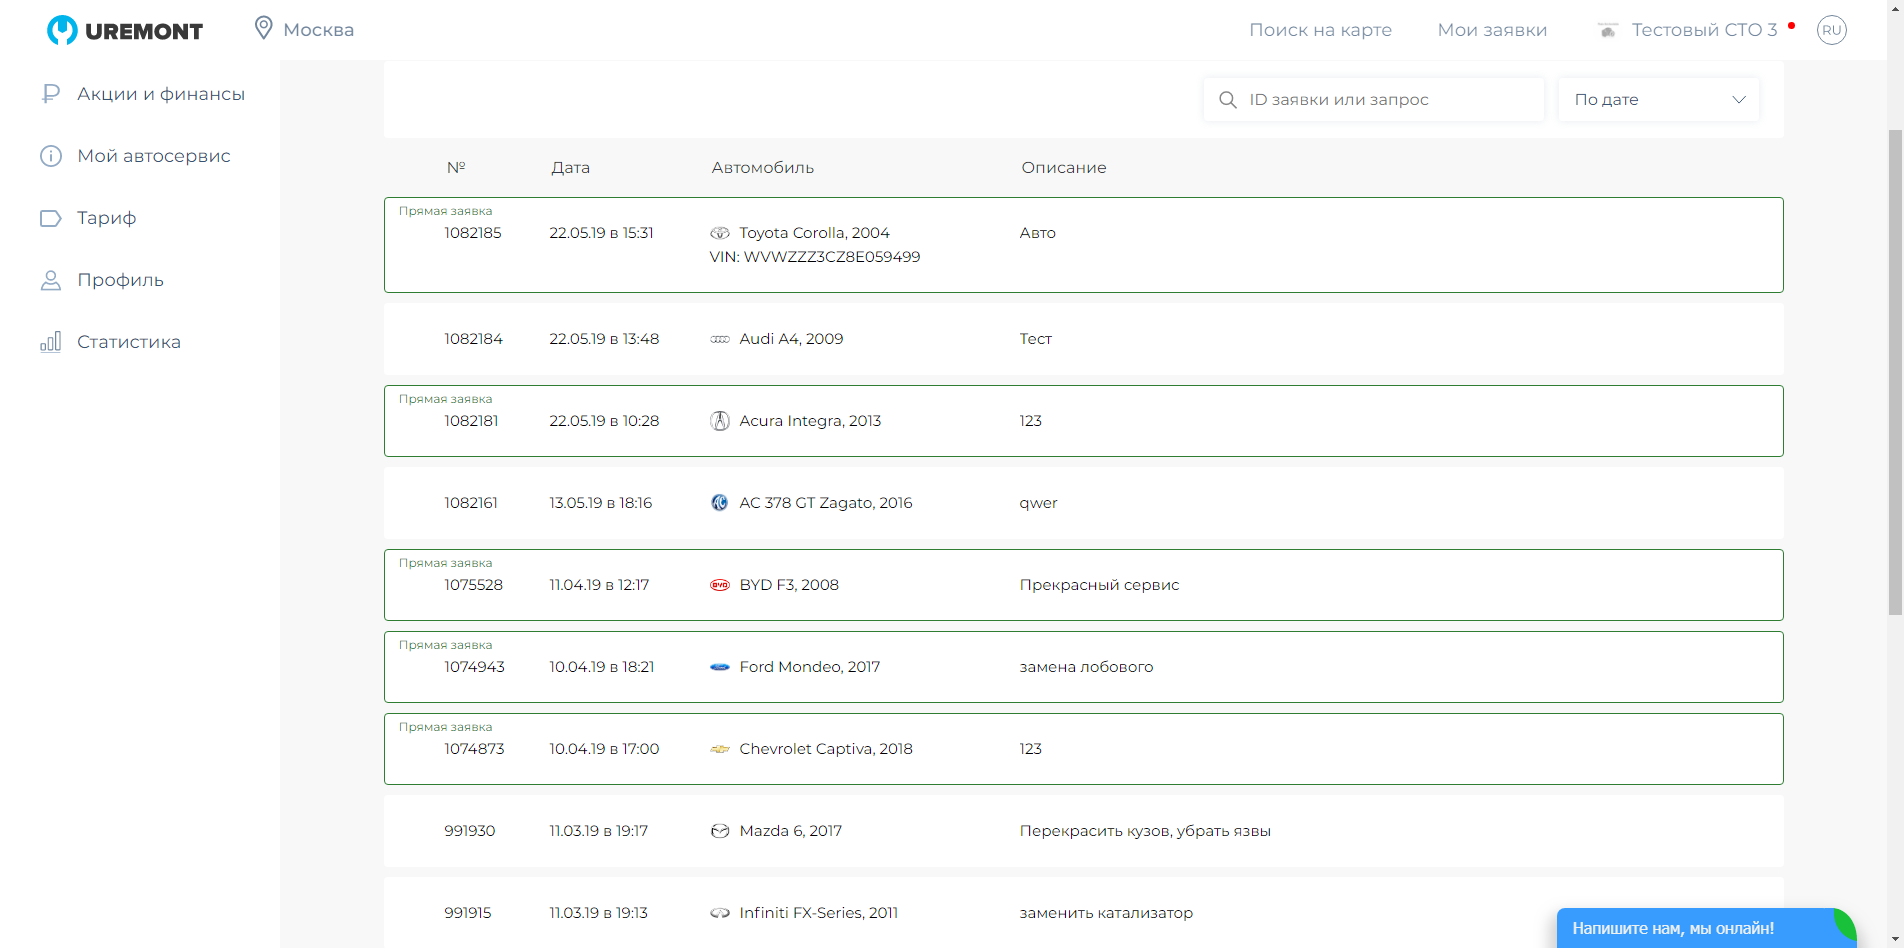 UREMONT
Москва
Поиск на карте
Мои заявки
Тестовый СТО 3
RU
Акции и финансы
Мой автосервис
Тариф
Профиль
Статистика
ID заявки или запрос
По дате
№ Дата Автомобиль Описание
Прямая заявка
1082185 22.05.19 в 15:31 Toyota Corolla, 2004 Авто
VIN: WVWZZZ3CZ8E059499
1082184 22.05.19 в 13:48 Audi A4, 2009 Тест
Прямая заявка
1082181 22.05.19 в 10:28 Acura Integra, 2013 123
1082161 13.05.19 в 18:16 AC 378 GT Zagato, 2016 qwer
Прямая заявка
1075528 11.04.19 в 12:17 BYD F3, 2008 Прекрасный сервис
Прямая заявка
1074943 10.04.19 в 18:21 Ford Mondeo, 2017 замена лобового
Прямая заявка
1074873 10.04.19 в 17:00 Chevrolet Captiva, 2018 123
991930 11.03.19 в 19:17 Mazda 6, 2017 Перекрасить кузов, убрать язвы
991915 11.03.19 в 19:13 Infiniti FX-Series, 2011 заменить катализатор
Напишите нам, мы онлайн!